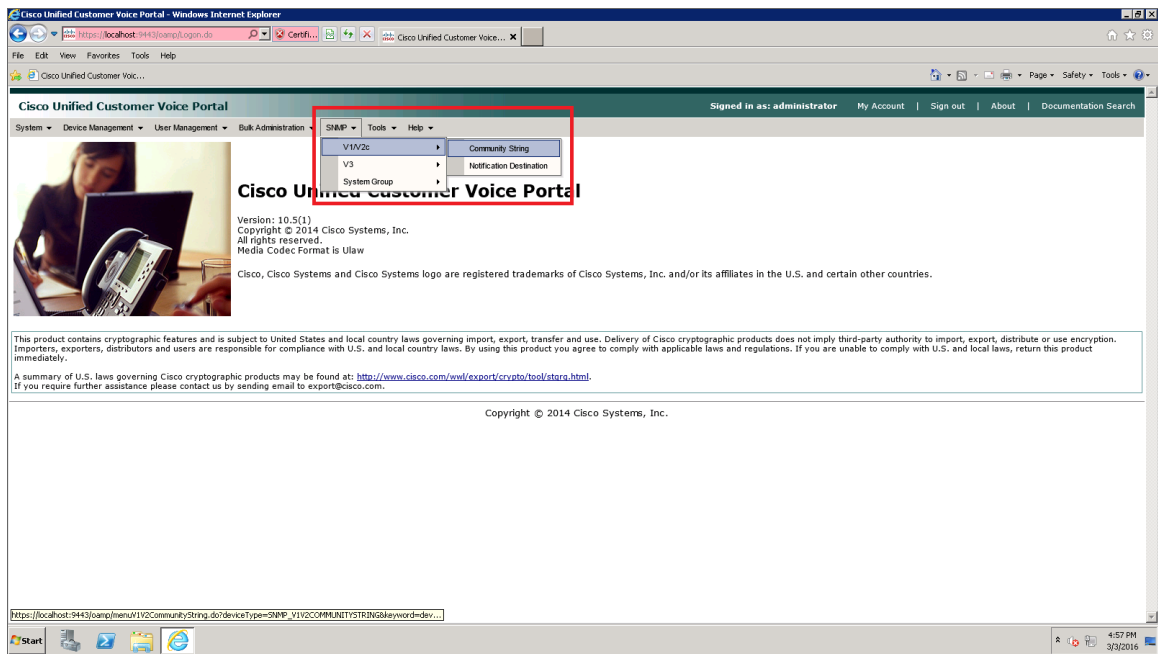 Cisco Unified Customer Voice Portal - Windows Internet Explorer
https://localhost:9443/oamp/Logon.do
Certifi...
Cisco Unified Customer Voice...
File Edit View Favorites Tools Help
Cisco Unified Customer Voic...
Page Safety Tools
Cisco Unified Customer Voice Portal
Signed in as: administrator My Account | Sign out | About | Documentation Search
System Device Management User Management Bulk Administration SNMP Tools Help
V1/V2c
Community String
V3
Notification Destination
System Group
Cisco Unified Customer Voice Portal
Version: 10.5(1)
Copyright © 2014 Cisco Systems, Inc.
All rights reserved.
Media Codec Format is Ulaw
Cisco, Cisco Systems and Cisco Systems logo are registered trademarks of Cisco Systems, Inc. and/or its affiliates in the U.S. and certain other countries.
This product contains cryptographic features and is subject to United States and local country laws governing import, export, transfer and use. Delivery of Cisco cryptographic products does not imply third-party authority to import, export, distribute or use encryption.
Importers, exporters, distributors and users are responsible for compliance with U.S. and local country laws. By using this product you agree to comply with applicable laws and regulations. If you are unable to comply with U.S. and local laws, return this product
immediately.
A summary of U.S. laws governing Cisco cryptographic products may be found at: http://www.cisco.com/wwl/export/crypto/tool/stqrg.html.
If you require further assistance please contact us by sending email to export@cisco.com.
Copyright © 2014 Cisco Systems, Inc.
https://localhost:9443/oamp/menuV1V2CommunityString.do?deviceType=SNMP_V1V2COMMUNITYSTRING&keyword=dev...
Start
4:57 PM
3/3/2016